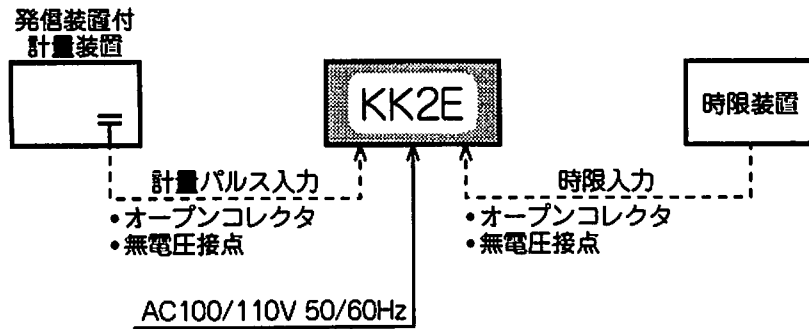 発信装置付
計量装置
KK2E
時限装置
計量パルス入力
•オープンコレクタ
•無電圧接点
時限入力
•オープンコレクタ
•無電圧接点
AC100/110V 50/60Hz